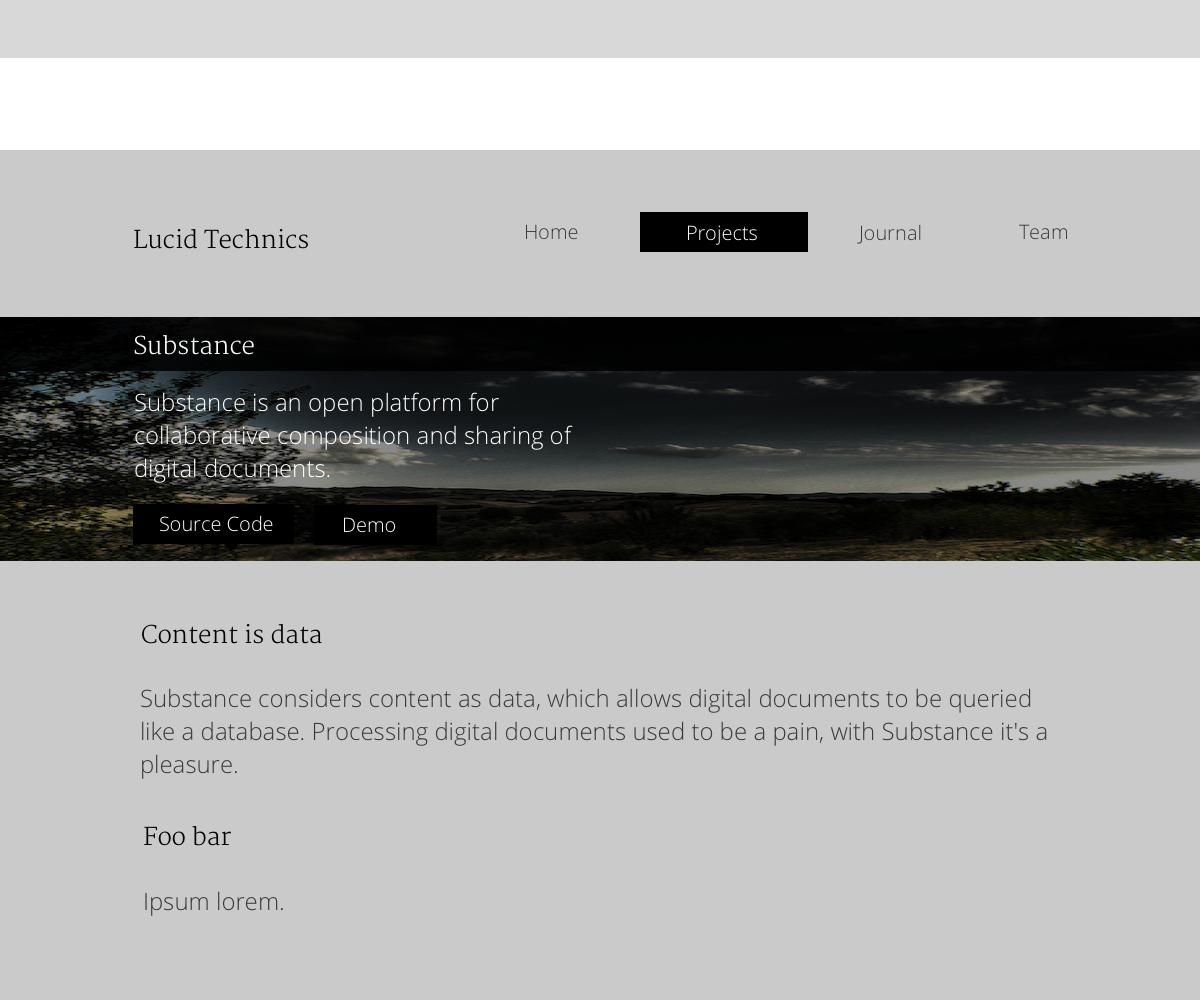 Lucid Technics
Home
Projects
Journal
Team
Substance
Substance is an open platform for
collaborative composition and sharing of
digital documents.
Source Code
Demo
Content is data
Substance considers content as data, which allows digital documents to be queried
like a database. Processing digital documents used to be a pain, with Substance it's a
pleasure.
Foo bar
Ipsum lorem.